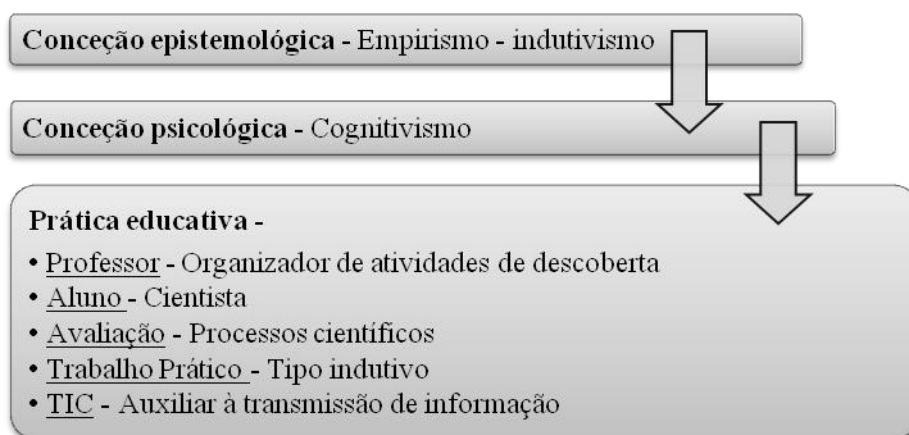 Conceção epistemológica - Empirismo - indutivismo
Conceção psicológica - Cognitivismo
Prática educativa -
• Professor - Organizador de atividades de descoberta
• Aluno - Cientista
• Avaliação - Processos científicos
• Trabalho Prático - Tipo indutivo
• TIC - Auxiliar à transmissão de informação